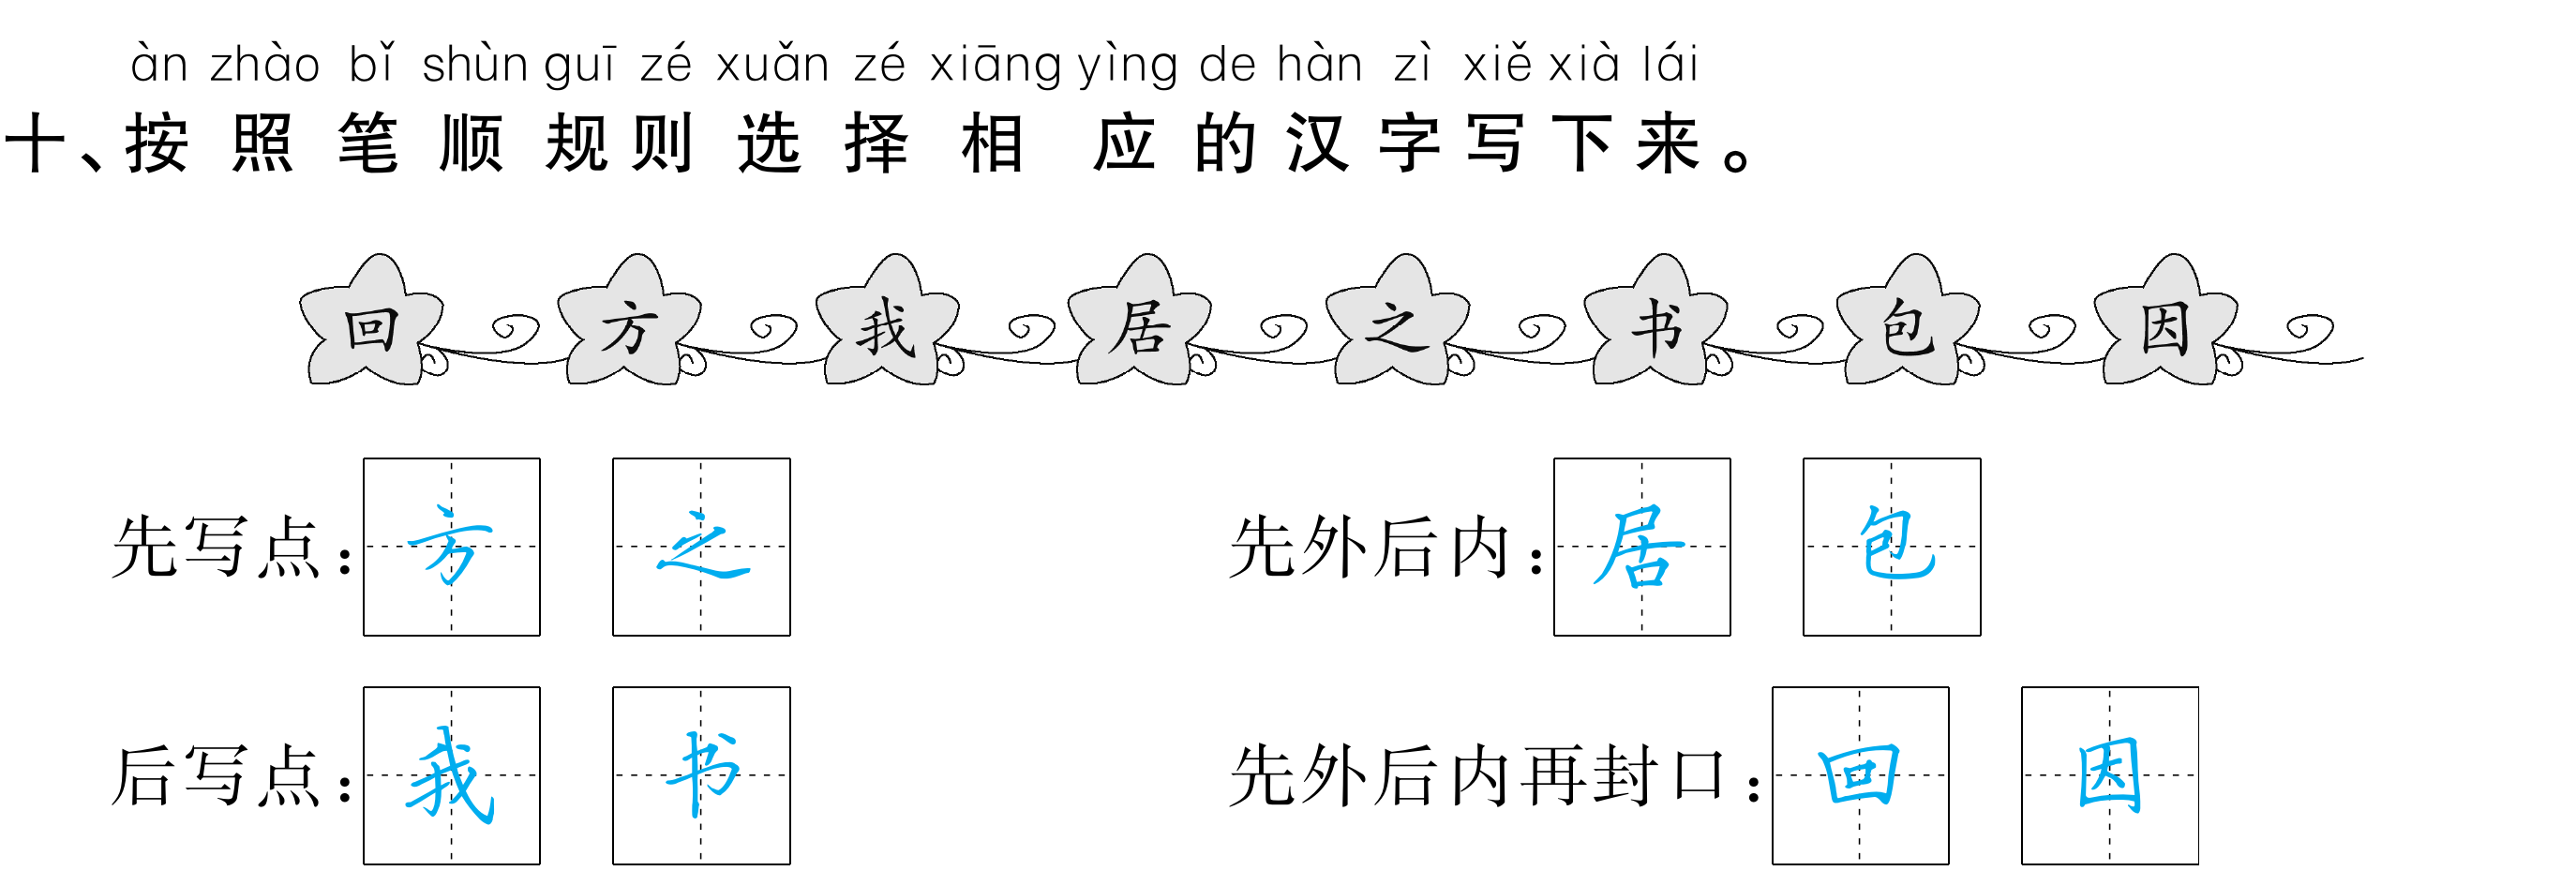 àn zhào bǐ shùn guī zé xuǎn zé xiāng yìng de hàn zì xiě xià lái
十、按照笔顺规则选择相应的汉字写下来。
回 方 我 居 之 书 包 因
先写点：方 之 先外后内：居 包
后写点：我 书 先外后内再封口：回 因